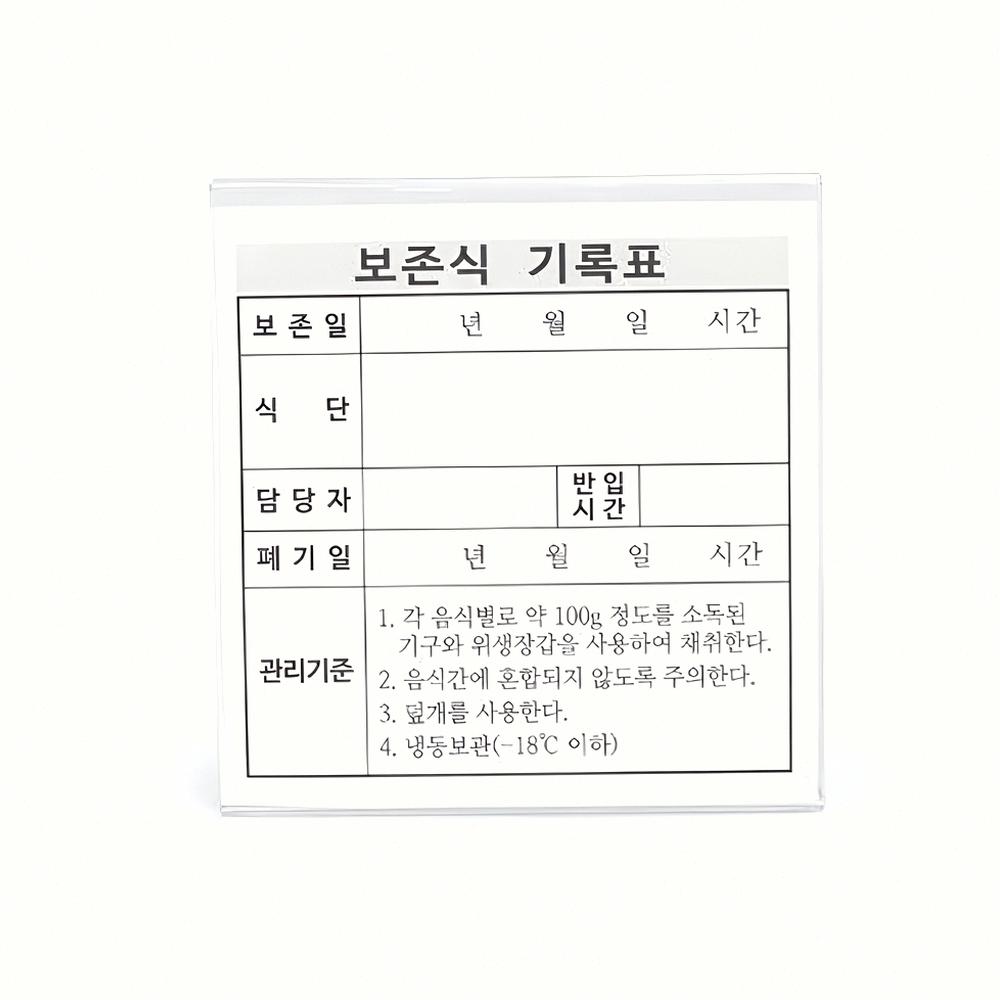 보존식 기록표
보 존 일 년 월 일 시간
식 단
담 당 자 반 입
시 간
폐 기 일 년 월 일 시간
관리기준
1. 각 음식별로 약 100g 정도를 소독된
기구와 위생장갑을 사용하여 채취한다.
2. 음식간에 혼합되지 않도록 주의한다.
3. 덮개를 사용한다.
4. 냉동보관(-18℃ 이하)